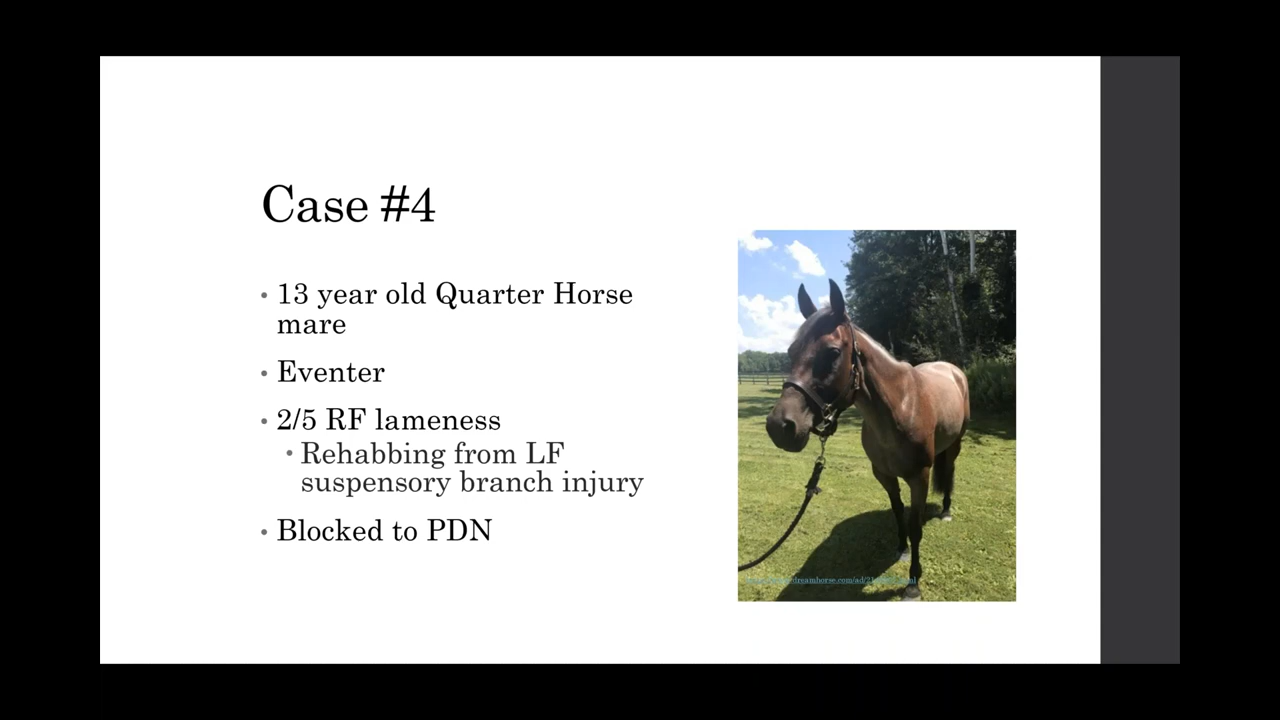 Case #4
• 13 year old Quarter Horse
mare
• Eventer
• 2/5 RF lameness
• Rehabbing from LF
suspensory branch injury
• Blocked to PDN